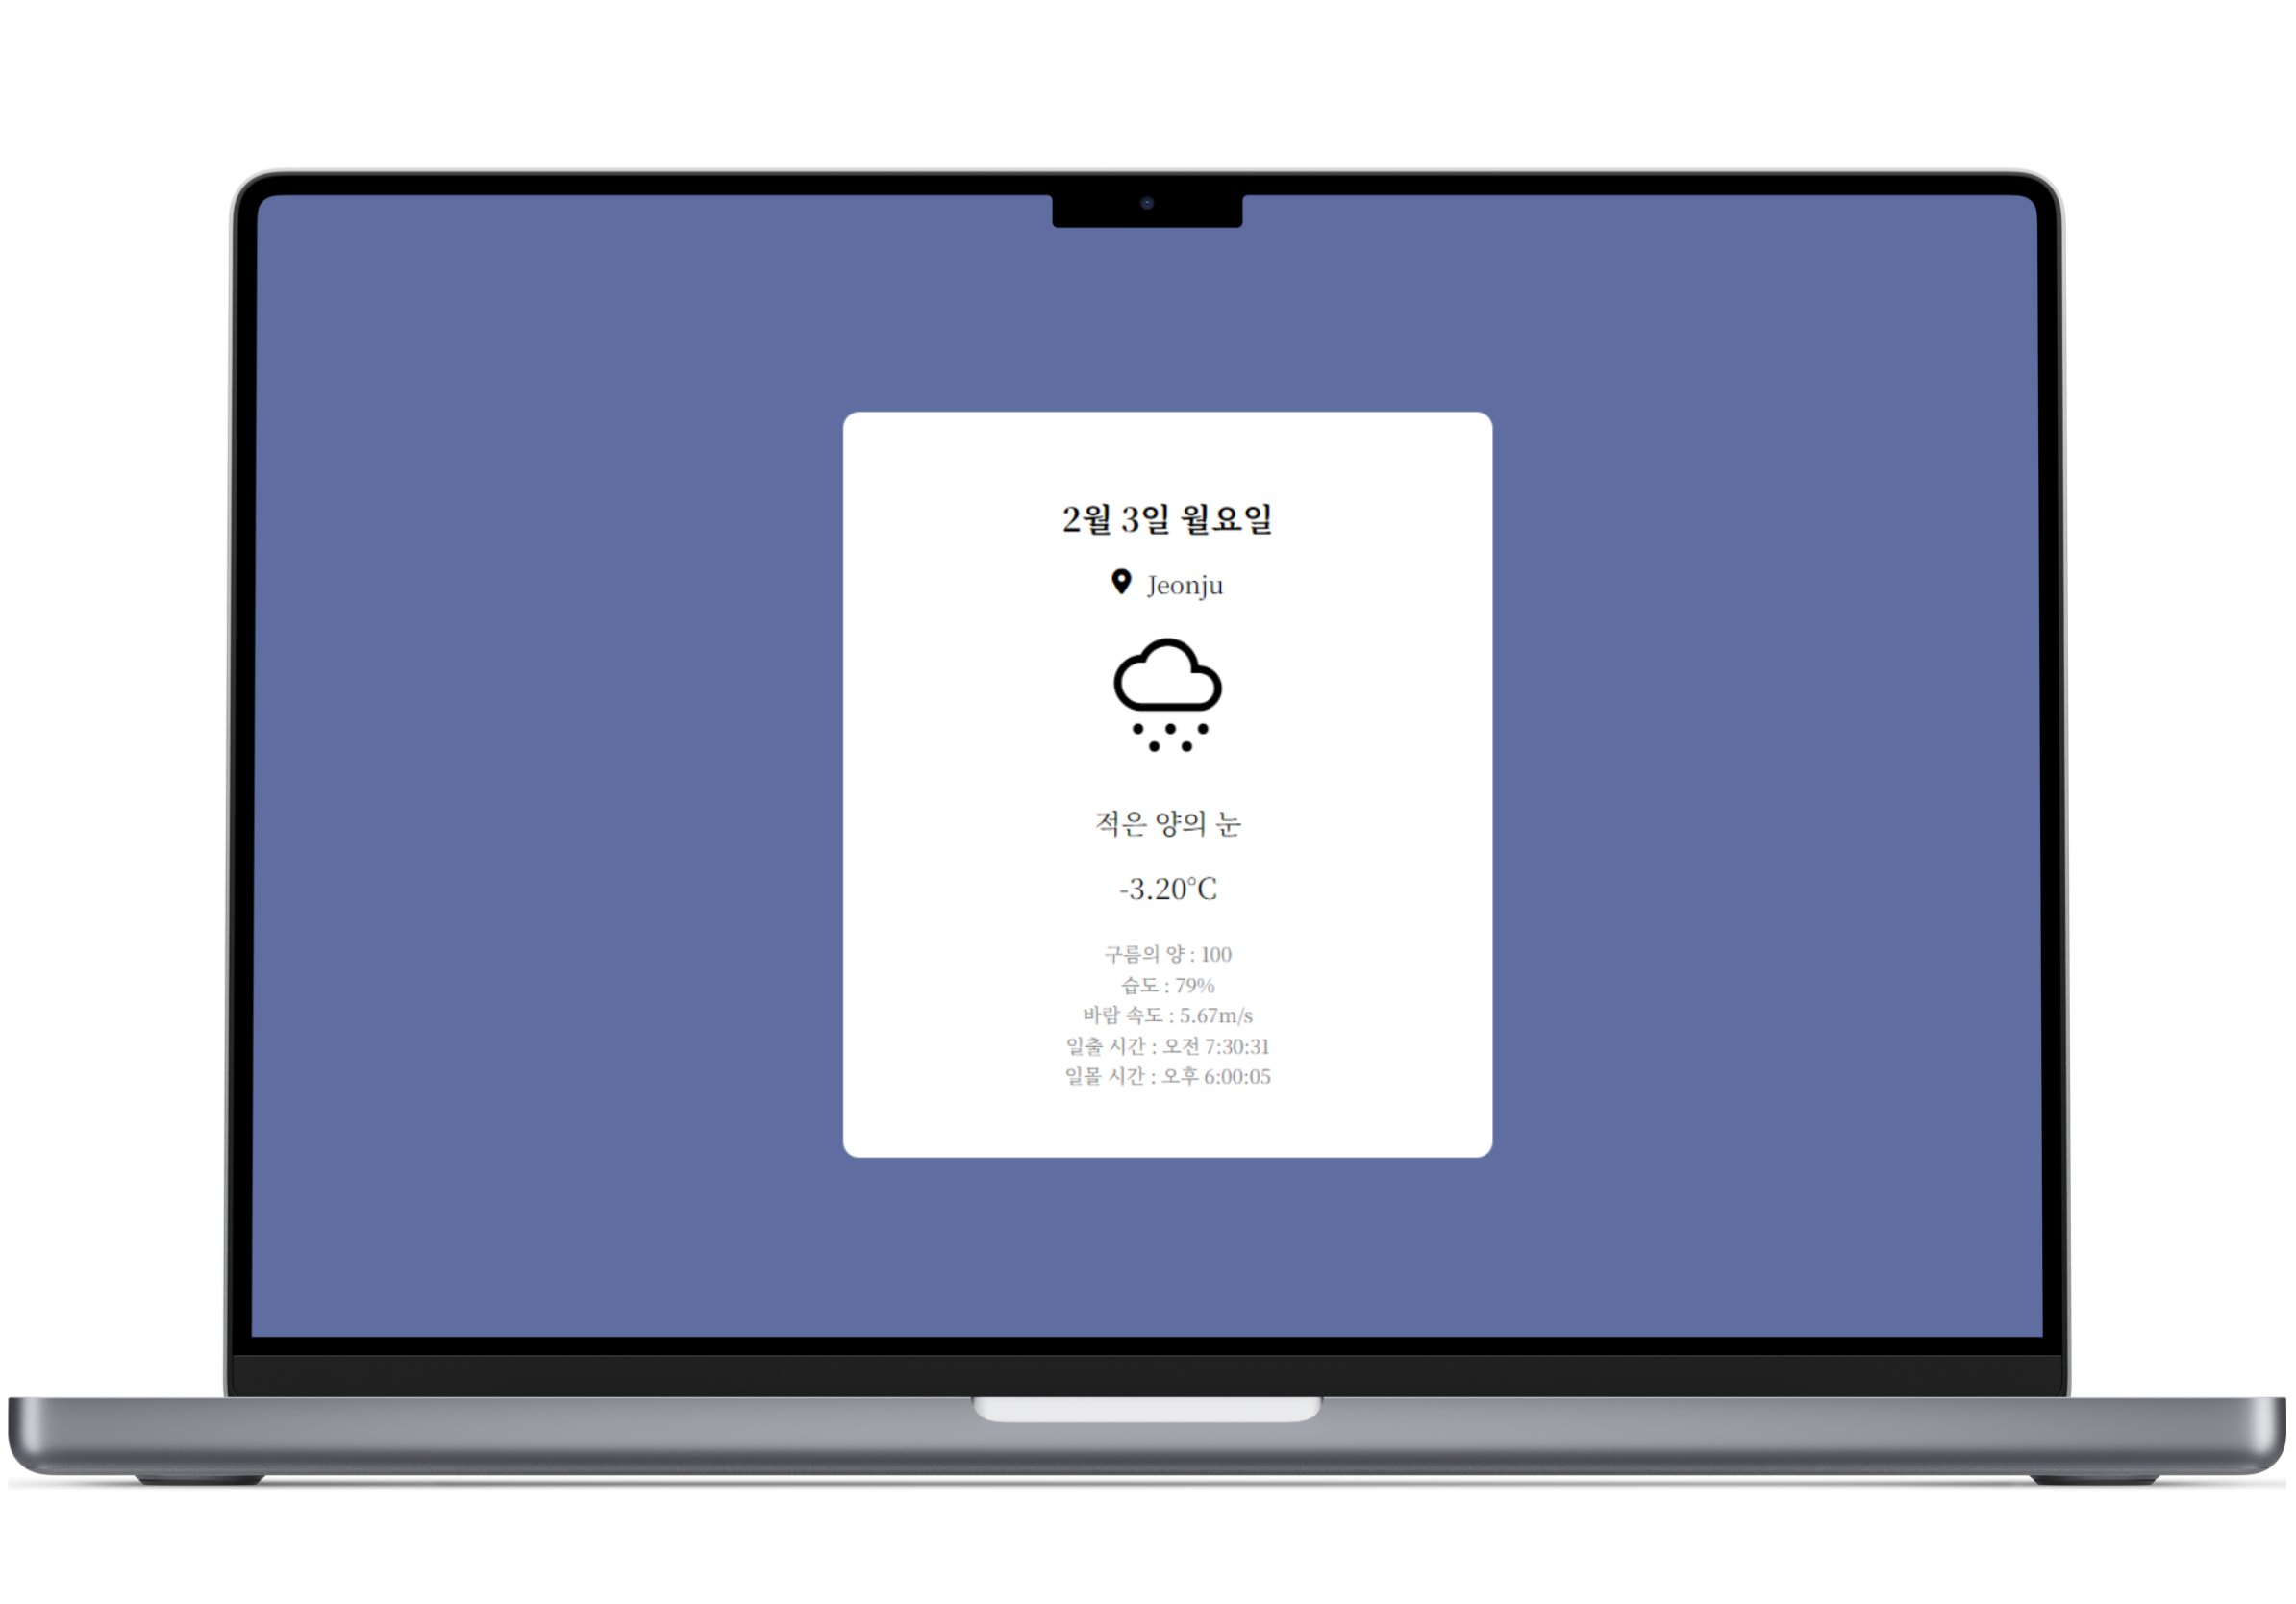 2월 3일 월요일
Jeonju
적은 양의 눈
-3.20°C
구름의 양 : 100
습도 : 79%
바람 속도 : 5.67m/s
일출 시간 : 오전 7:30:31
일몰 시간 : 오후 6:00:05